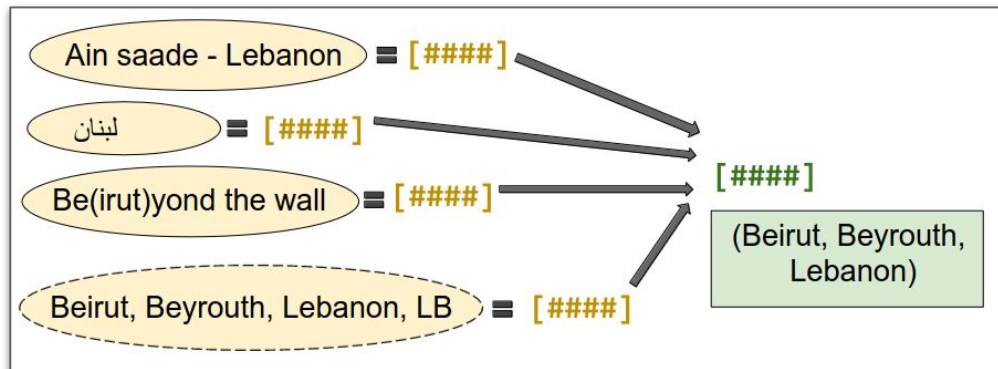 Ain saade - Lebanon = [####]
لبنان = [####]
[####]
Be(irut)yond the wall = [####]
(Beirut, Beyrouth,
Lebanon)
Beirut, Beyrouth, Lebanon, LB = [####]